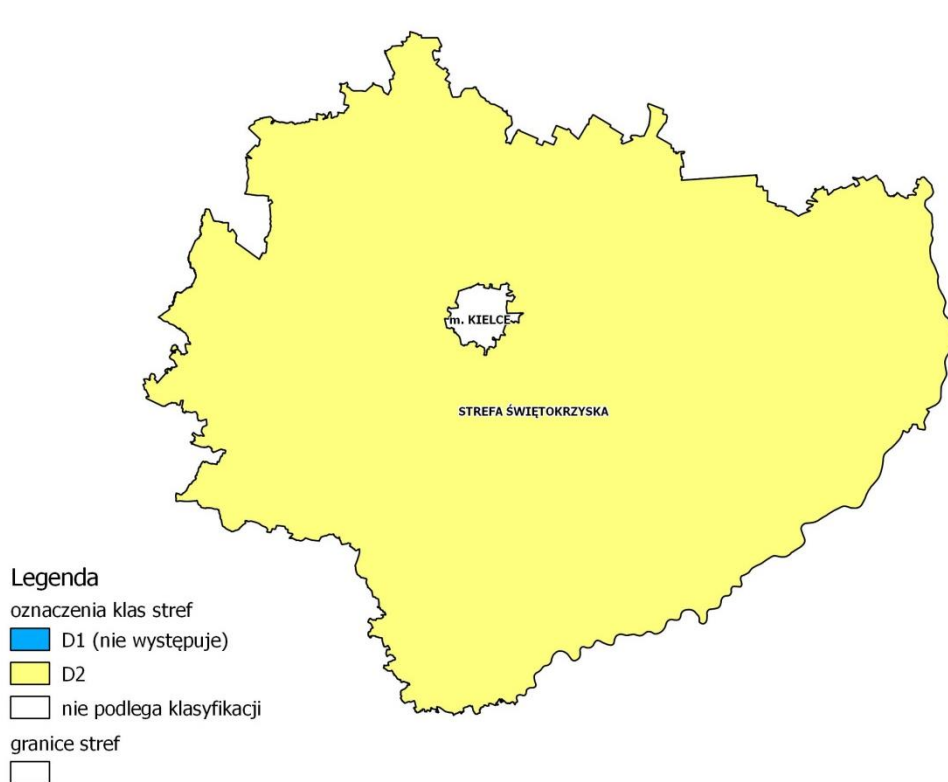 m. KIELCE
STREFA ŚWIĘTOKRZYSKA
Legenda
oznaczenia klas stref
D1 (nie występuje)
D2
nie podlega klasyfikacji
granice stref